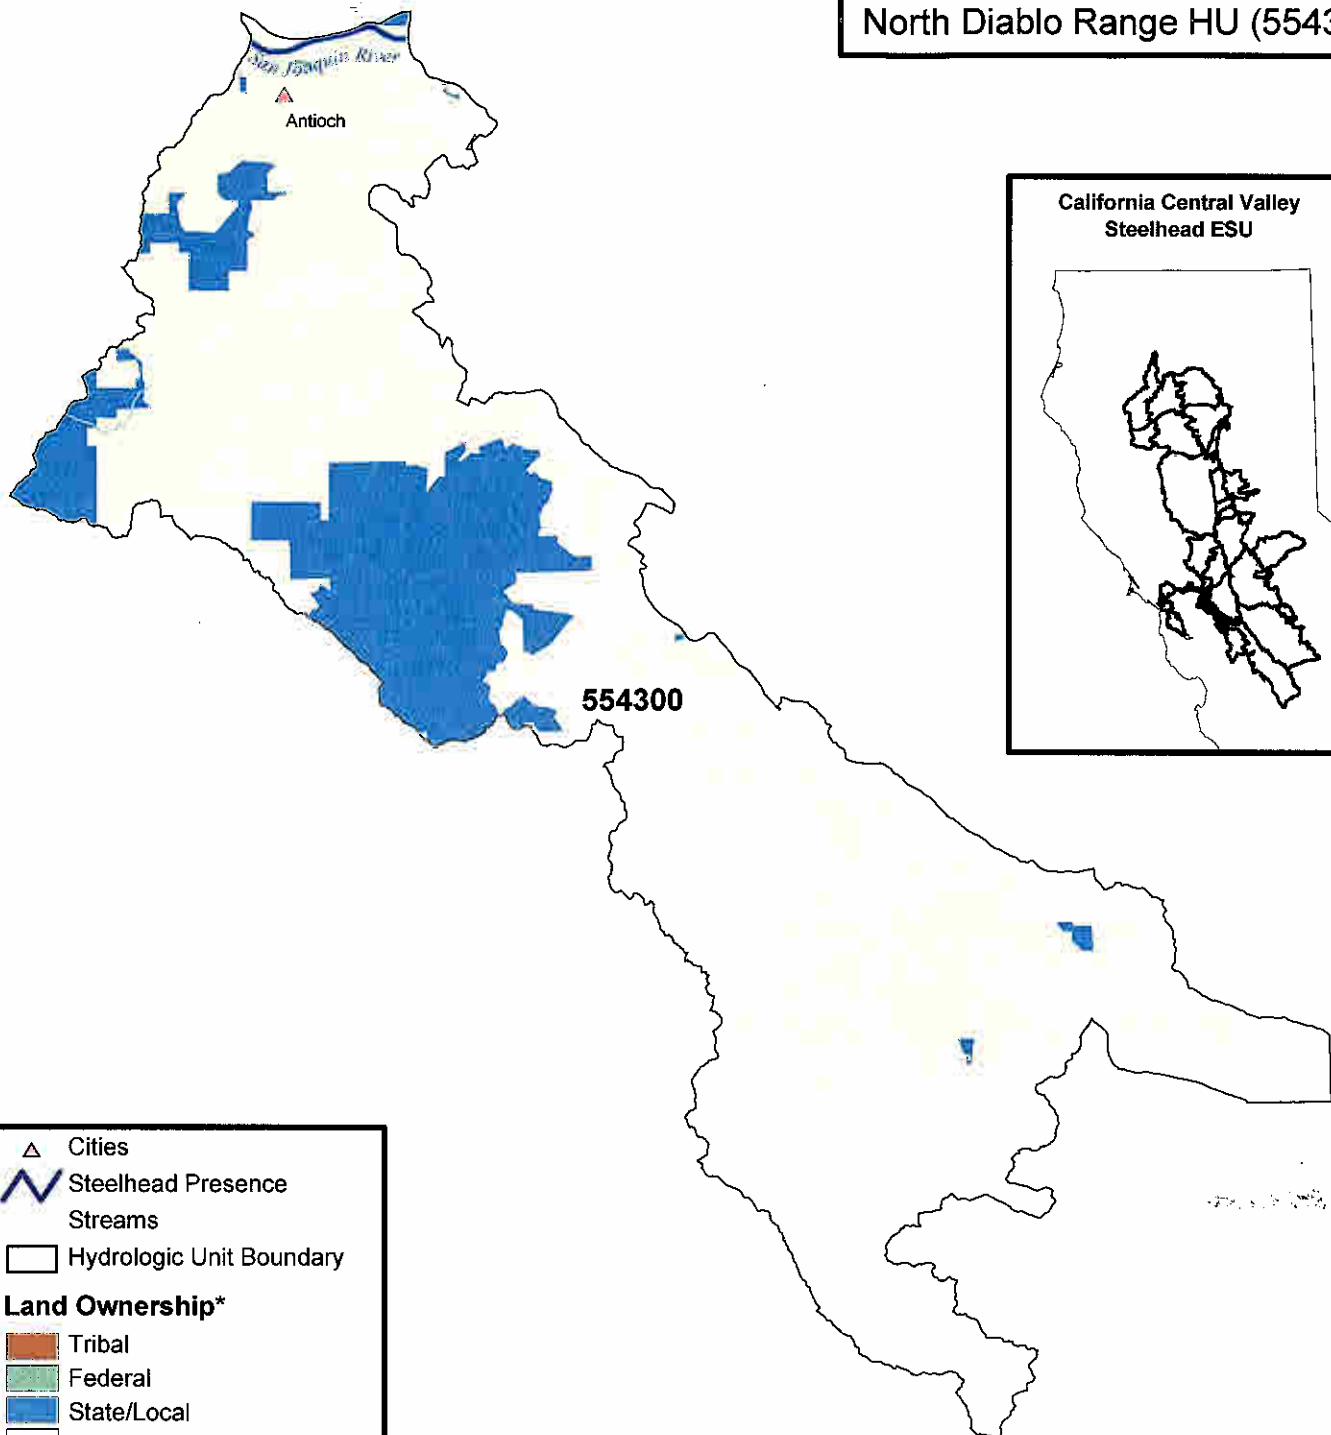 North Diablo Range HU (5543
San Joaquin River
Antioch
California Central Valley
Steelhead ESU
554300
Cities
Steelhead Presence
Streams
Hydrologic Unit Boundary
Land Ownership*
Tribal
Federal
State/Local